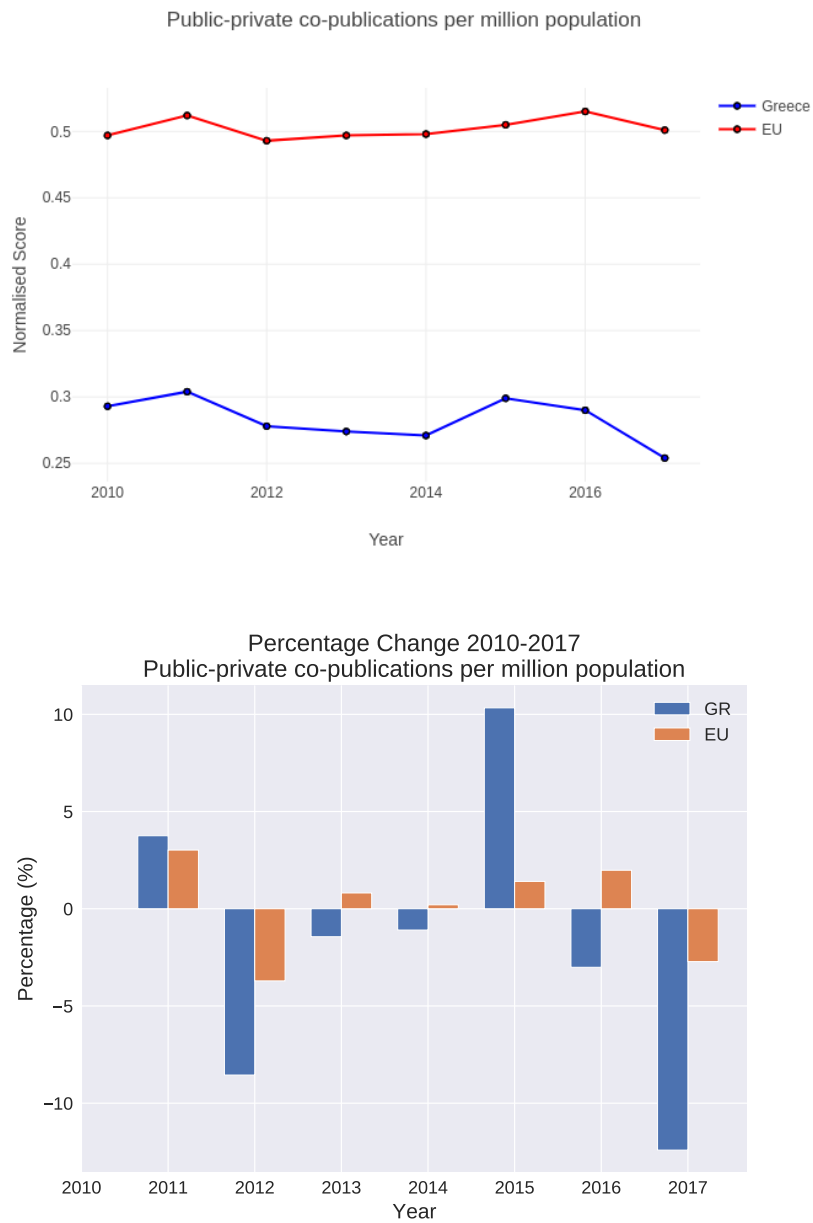 Public-private co-publications per million population
Greece
EU
0.5
0.45
0.4
0.35
0.3
0.25
Normalised Score
2010 2012 2014 2016
Year
Percentage Change 2010-2017
Public-private co-publications per million population
GR
EU
10
5
0
−5
−10
Percentage (%)
2010 2011 2012 2013 2014 2015 2016 2017
Year